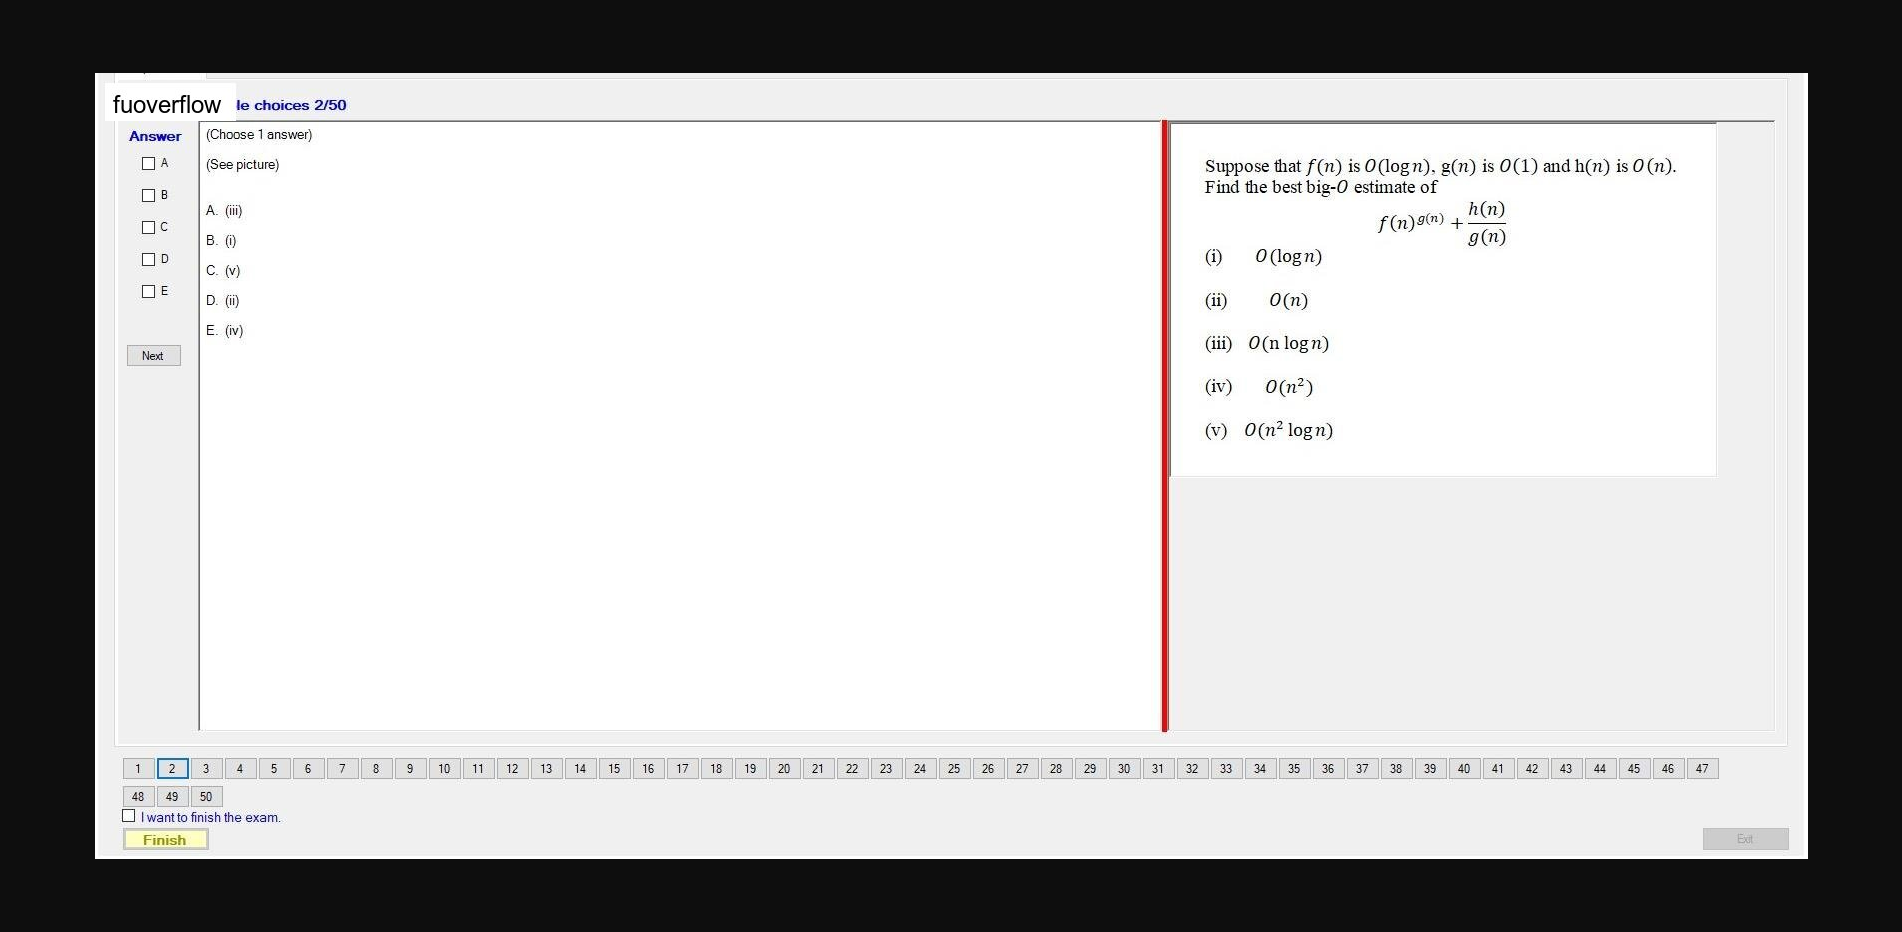 fuoverflow
le choices 2/50
Answer
A
B
C
D
E
Next
(Choose 1 answer)
(See picture)
A. (iii)
B. (i)
C. (v)
D. (ii)
E. (iv)
Suppose that f(n) is O(log n), g(n) is O(1) and h(n) is O(n).
Find the best big-O estimate of
f(n)^g(n) + h(n)/g(n)
(i) O(log n)
(ii) O(n)
(iii) O(n log n)
(iv) O(n²)
(v) O(n² log n)
1 2 3 4 5 6 7 8 9 10 11 12 13 14 15 16 17 18 19 20 21 22 23 24 25 26 27 28 29 30 31 32 33 34 35 36 37 38 39 40 41 42 43 44 45 46 47
48 49 50
I want to finish the exam.
Finish
Exit